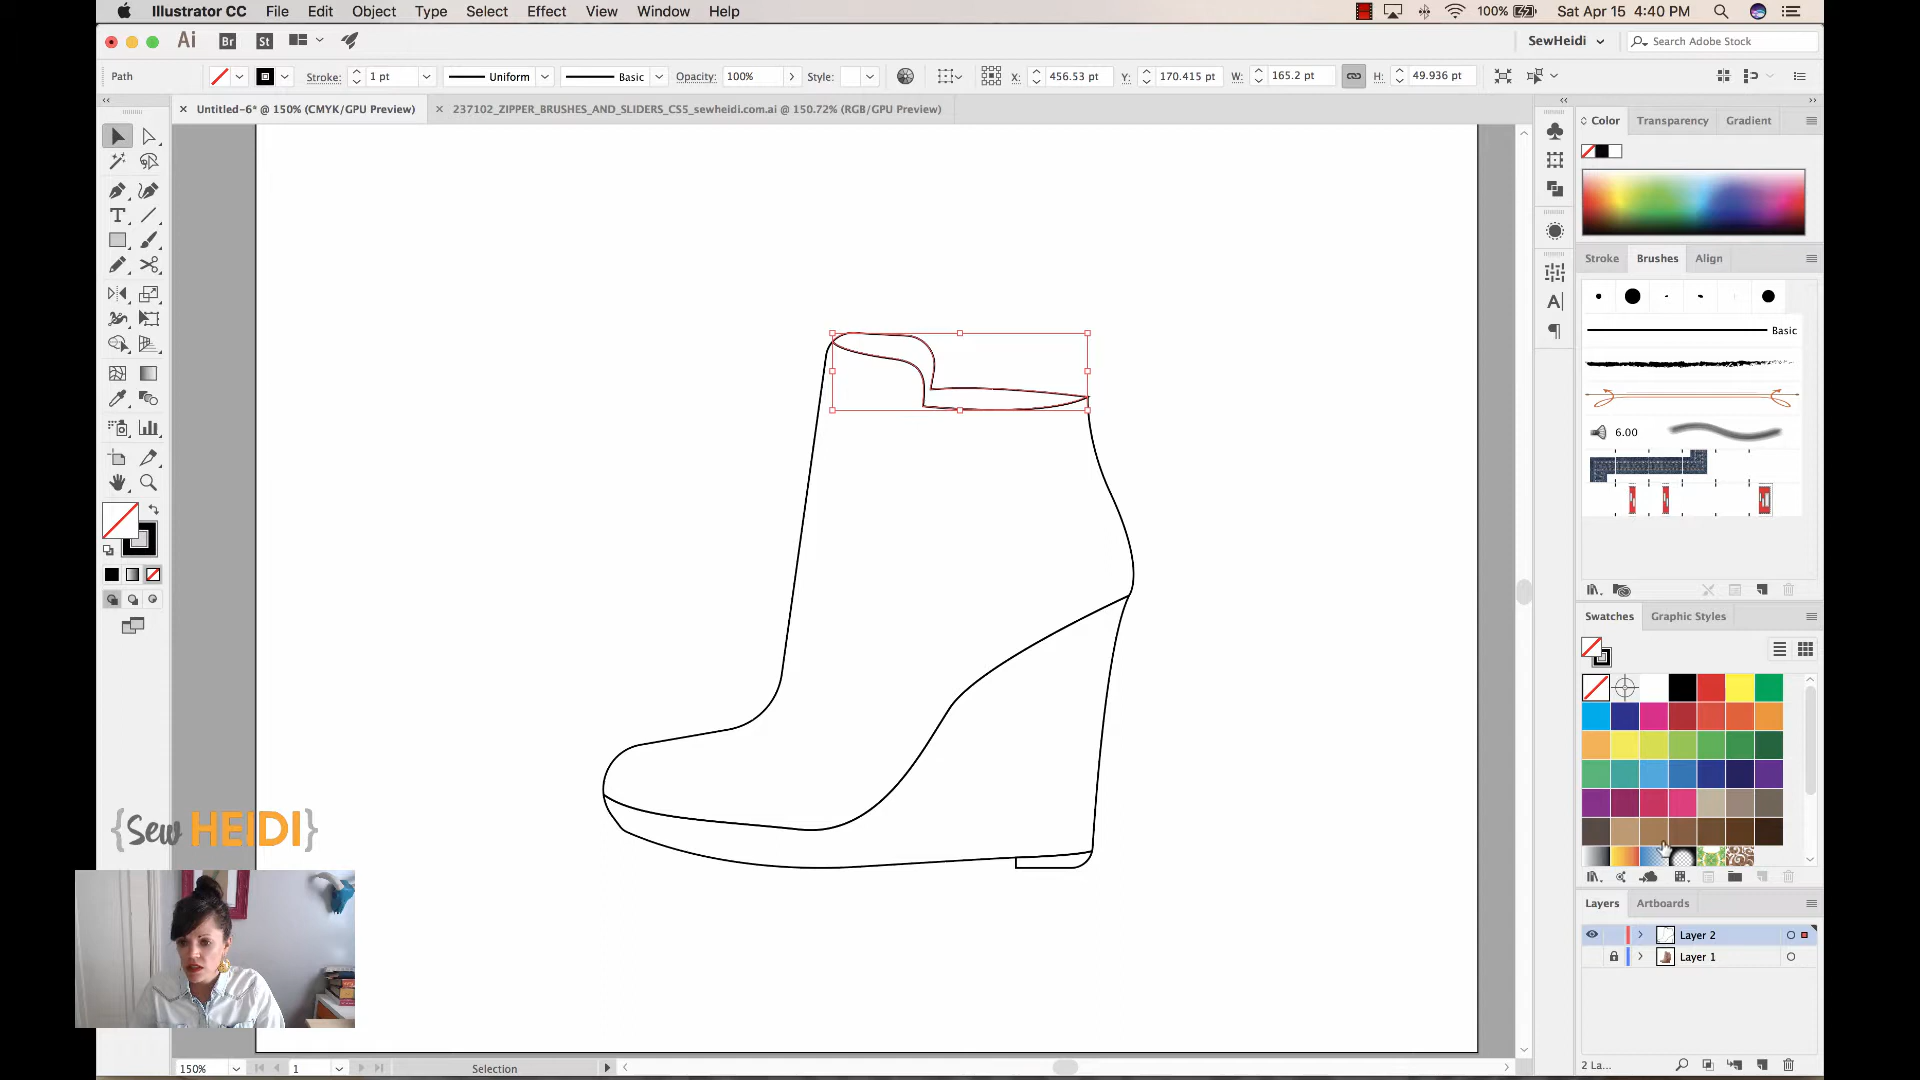 Illustrator CC File Edit Object Type Select Effect View Window Help 100% Sat Apr 15 4:40 PM
Ai Br St SewHeidi Search Adobe Stock
Path Stroke: 1 pt Uniform Basic Opacity: 100% Style: X: 456.53 pt Y: 170.415 pt W: 165.2 pt H: 49.936 pt
Untitled-6* @ 150% (CMYK/GPU Preview) 237102_ZIPPER_BRUSHES_AND_SLIDERS_CS5_sewheidi.com.ai @ 150.72% (RGB/GPU Preview)
Color Transparency Gradient
Stroke Brushes Align
Basic
6.00
Swatches Graphic Styles
{Sew HEIDI}
Layers Artboards
Layer 2
Layer 1
150% 1 Selection 2 La...